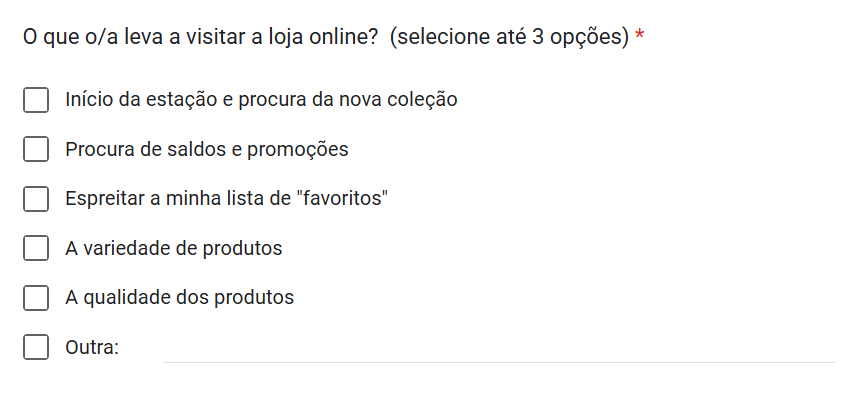 O que o/a leva a visitar a loja online?  (selecione até 3 opções) *
Início da estação e procura da nova coleção
Procura de saldos e promoções
Espreitar a minha lista de "favoritos"
A variedade de produtos
A qualidade dos produtos
Outra: